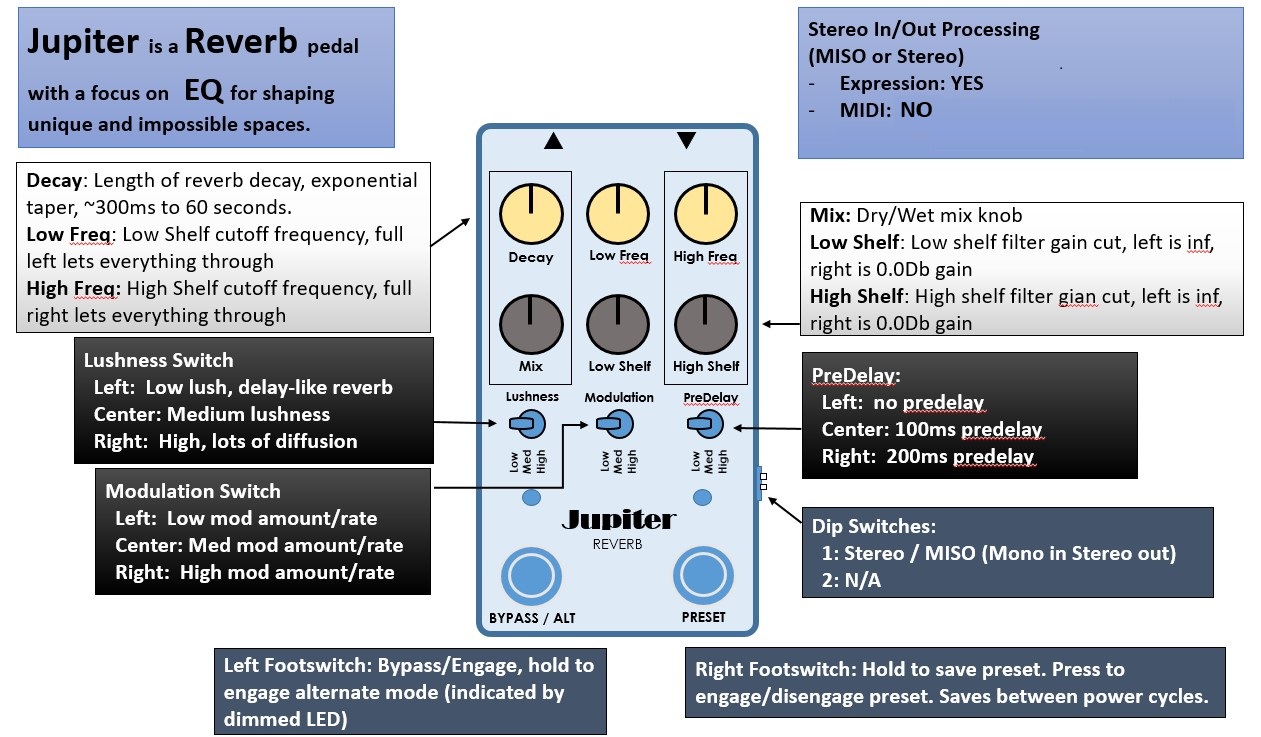 Jupiter is a Reverb pedal
with a focus on EQ for shaping
unique and impossible spaces.
Stereo In/Out Processing
(MISO or Stereo)
- Expression: YES
- MIDI: NO
Decay: Length of reverb decay, exponential
taper, ~300ms to 60 seconds.
Low Freq: Low Shelf cutoff frequency, full
left lets everything through
High Freq: High Shelf cutoff frequency, full
right lets everything through
Mix: Dry/Wet mix knob
Low Shelf: Low shelf filter gain cut, left is inf,
right is 0.0Db gain
High Shelf: High shelf filter gian cut, left is inf,
right is 0.0Db gain
Decay Low Freq High Freq
Mix Low Shelf High Shelf
Lushness Modulation PreDelay
Low Med High Low Med High Low Med High
Jupiter
REVERB
BYPASS / ALT PRESET
Lushness Switch
Left: Low lush, delay-like reverb
Center: Medium lushness
Right: High, lots of diffusion
Modulation Switch
Left: Low mod amount/rate
Center: Med mod amount/rate
Right: High mod amount/rate
PreDelay:
Left: no predelay
Center: 100ms predelay
Right: 200ms predelay
Dip Switches:
1: Stereo / MISO (Mono in Stereo out)
2: N/A
Left Footswitch: Bypass/Engage, hold to
engage alternate mode (indicated by
dimmed LED)
Right Footswitch: Hold to save preset. Press to
engage/disengage preset. Saves between power cycles.